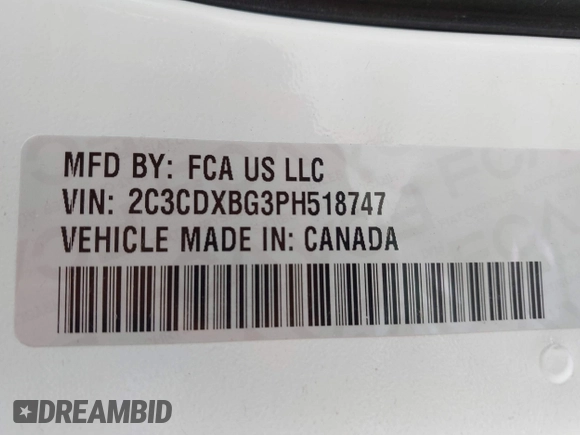 MFD BY: FCA US LLC
VIN: 2C3CDXBG3PH518747
VEHICLE MADE IN: CANADA
DREAMBID